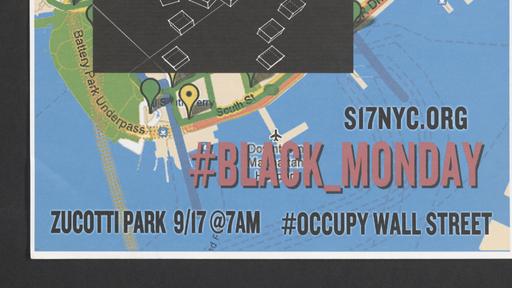 Battery Park Underpass
South St
S17NYC.ORG
#BLACK_MONDAY
ZUCOTTI PARK 9/17 @7AM #OCCUPY WALL STREET